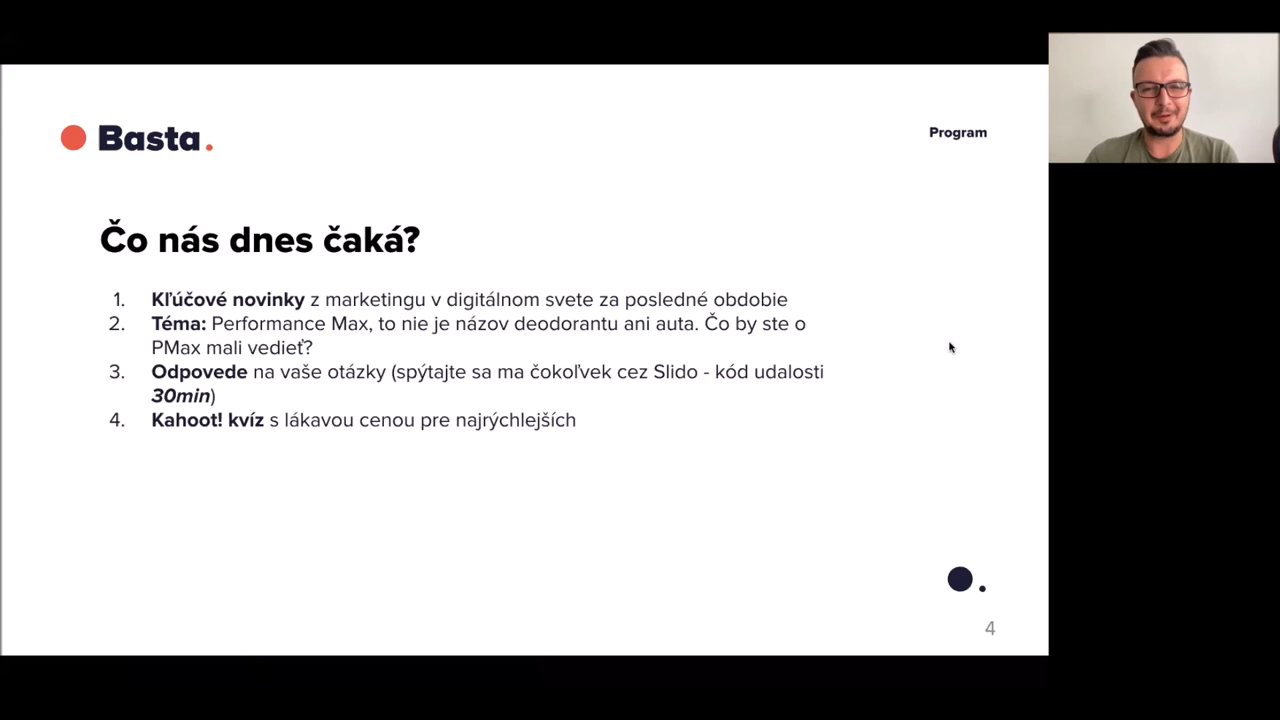 Basta.
Program
Čo nás dnes čaká?
1. Kľúčové novinky z marketingu v digitálnom svete za posledné obdobie
2. Téma: Performance Max, to nie je názov deodorantu ani auta. Čo by ste o
PMax mali vedieť?
3. Odpovede na vaše otázky (spýtajte sa ma čokoľvek cez Slido - kód udalosti
30min)
4. Kahoot! kvíz s lákavou cenou pre najrýchlejších
4